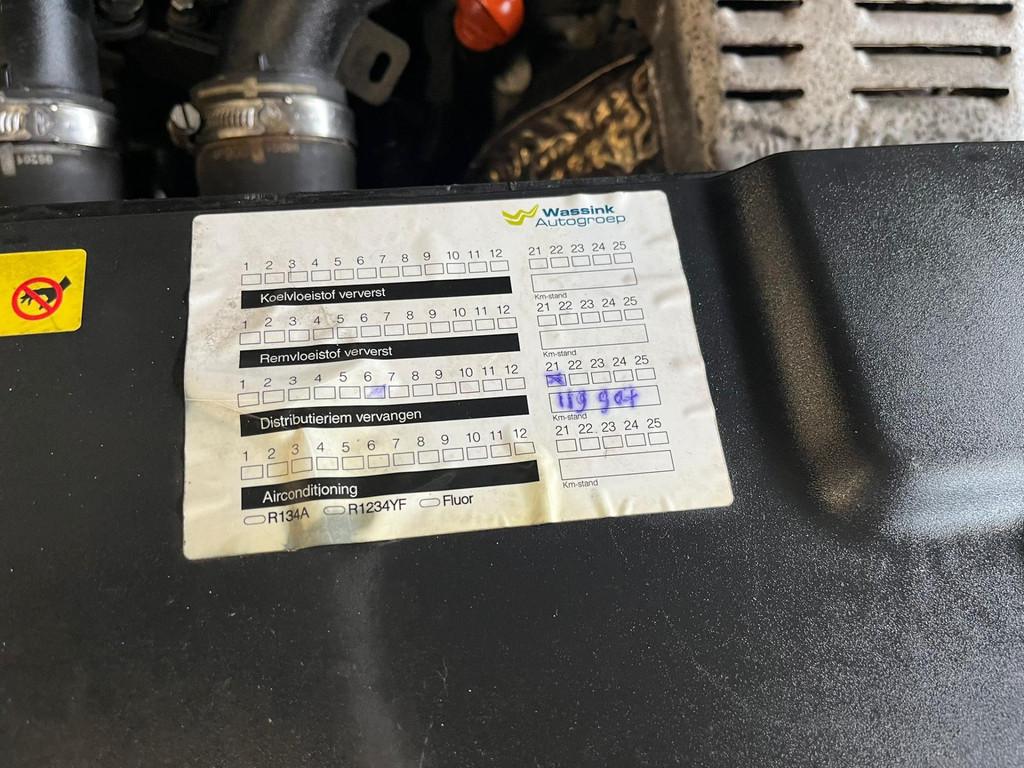 Wassink
Autogroep
1 2 3 4 5 6 7 8 9 10 11 12 21 22 23 24 25
Koelvloeistof ververst Km-stand
1 2 3 4 5 6 7 8 9 10 11 12 21 22 23 24 25
Remvloeistof ververst Km-stand
1 2 3 4 5 6 7 8 9 10 11 12 21 22 23 24 25
119 907
Distributieriem vervangen Km-stand
1 2 3 4 5 6 7 8 9 10 11 12 21 22 23 24 25
Airconditioning Km-stand
R134A R1234YF Fluor